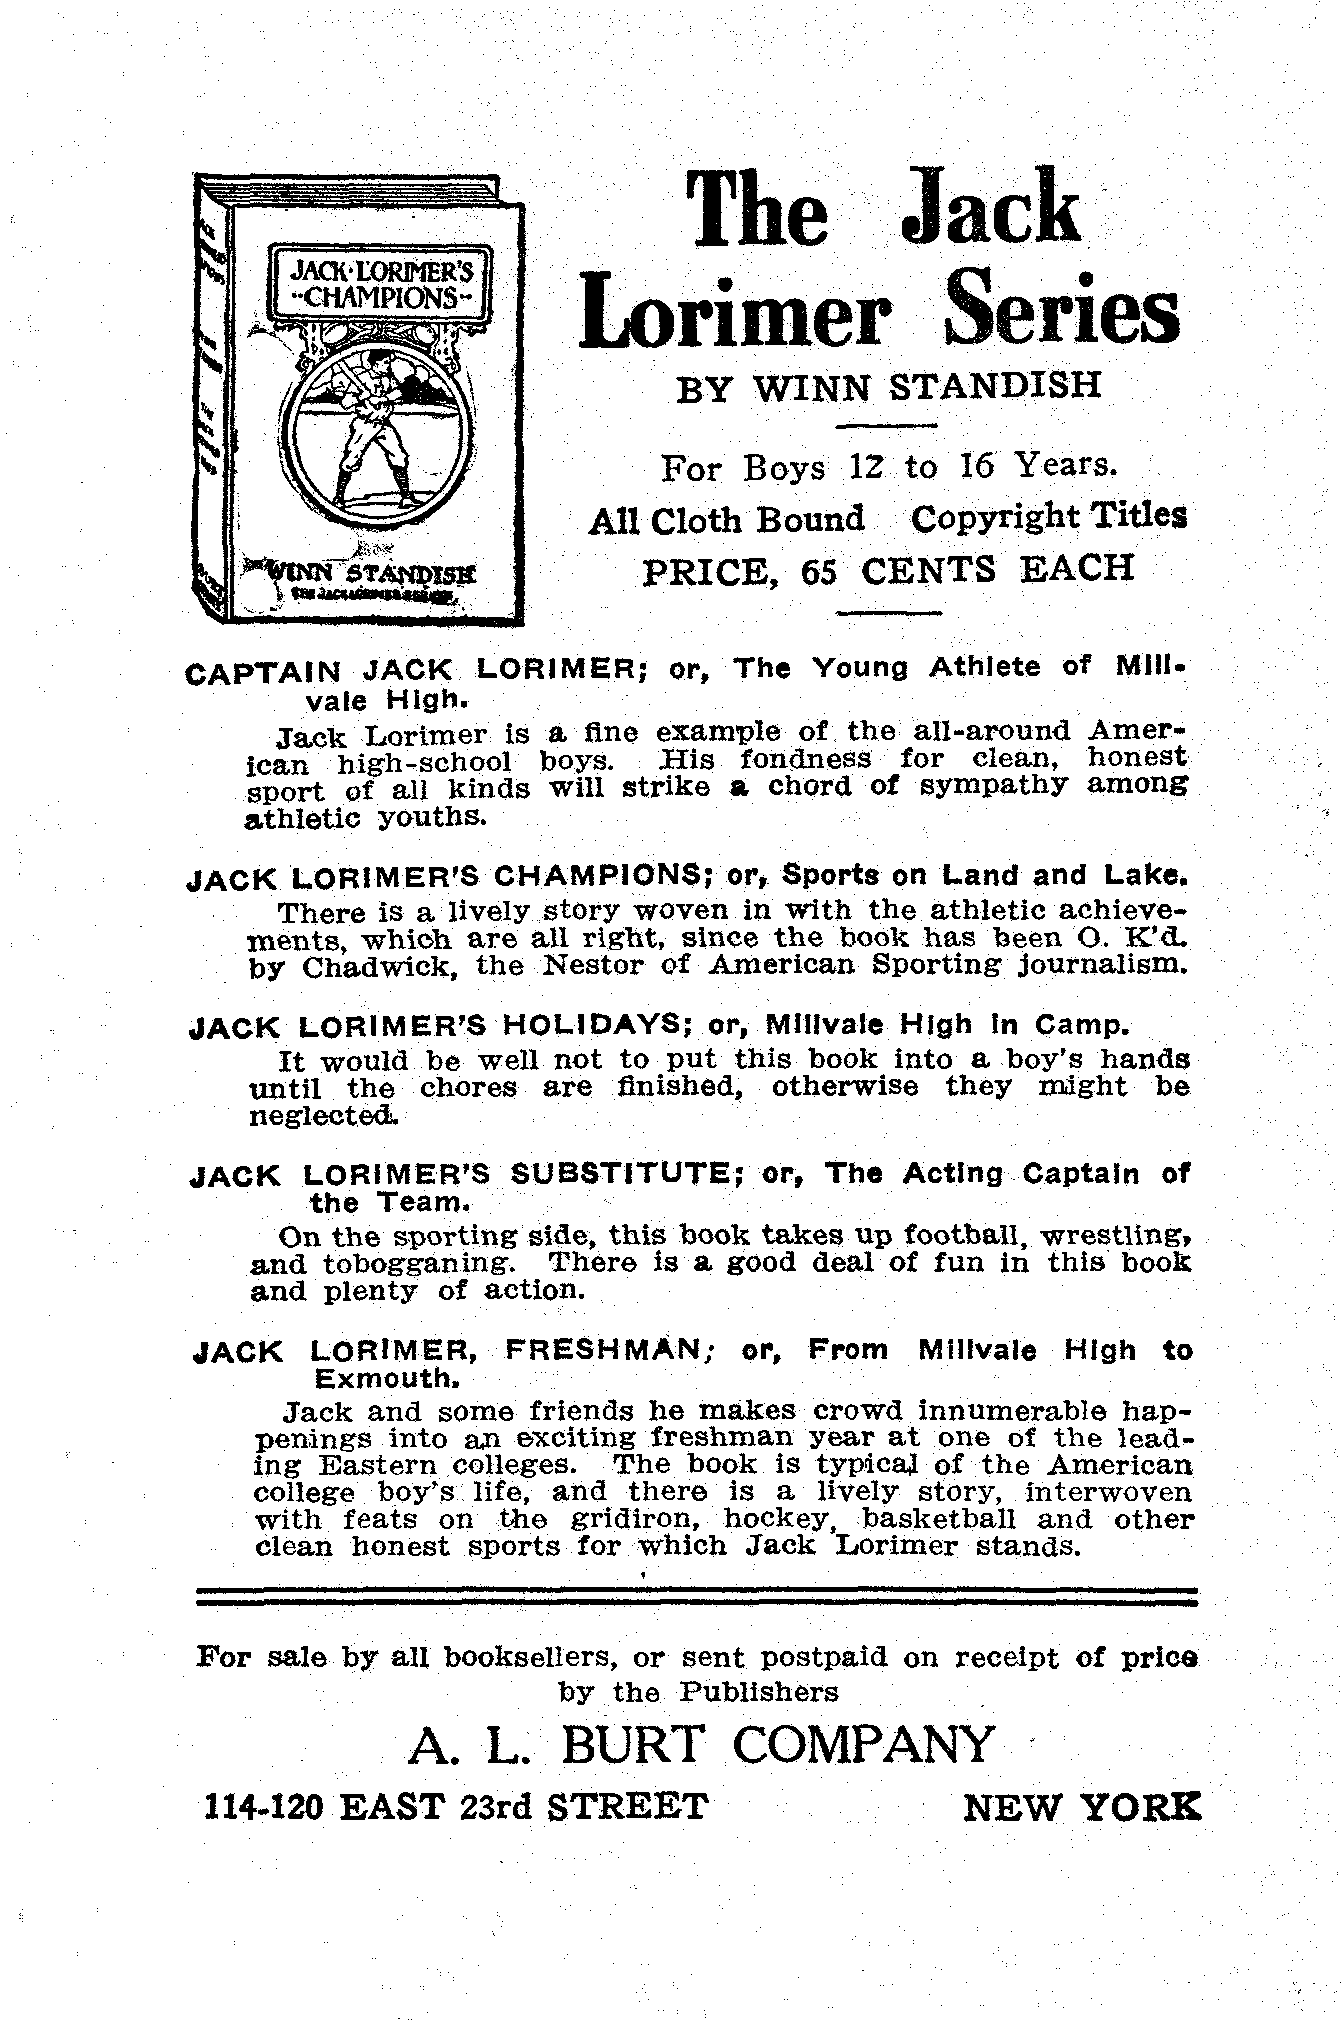 JACK LORIMER'S
CHAMPIONS
WINN STANDISH
The Jack
Lorimer Series
BY WINN STANDISH
For Boys 12 to 16 Years.
All Cloth Bound Copyright Titles
PRICE, 65 CENTS EACH
CAPTAIN JACK LORIMER; or, The Young Athlete of Mill-
vale High.
Jack Lorimer is a fine example of the all-around Amer-
ican high-school boys. His fondness for clean, honest
sport of all kinds will strike a chord of sympathy among
athletic youths.
JACK LORIMER'S CHAMPIONS; or, Sports on Land and Lake.
There is a lively story woven in with the athletic achieve-
ments, which are all right, since the book has been O. K'd.
by Chadwick, the Nestor of American Sporting journalism.
JACK LORIMER'S HOLIDAYS; or, Millvale High in Camp.
It would be well not to put this book into a boy's hands
until the chores are finished, otherwise they might be
neglected.
JACK LORIMER'S SUBSTITUTE; or, The Acting Captain of
the Team.
On the sporting side, this book takes up football, wrestling,
and tobogganing. There is a good deal of fun in this book
and plenty of action.
JACK LORIMER, FRESHMAN; or, From Millvale High to
Exmouth.
Jack and some friends he makes crowd innumerable hap-
penings into an exciting freshman year at one of the lead-
ing Eastern colleges. The book is typical of the American
college boy's life, and there is a lively story, interwoven
with feats on the gridiron, hockey, basketball and other
clean honest sports for which Jack Lorimer stands.
For sale by all booksellers, or sent postpaid on receipt of price
by the Publishers
A. L. BURT COMPANY
114-120 EAST 23rd STREET NEW YORK